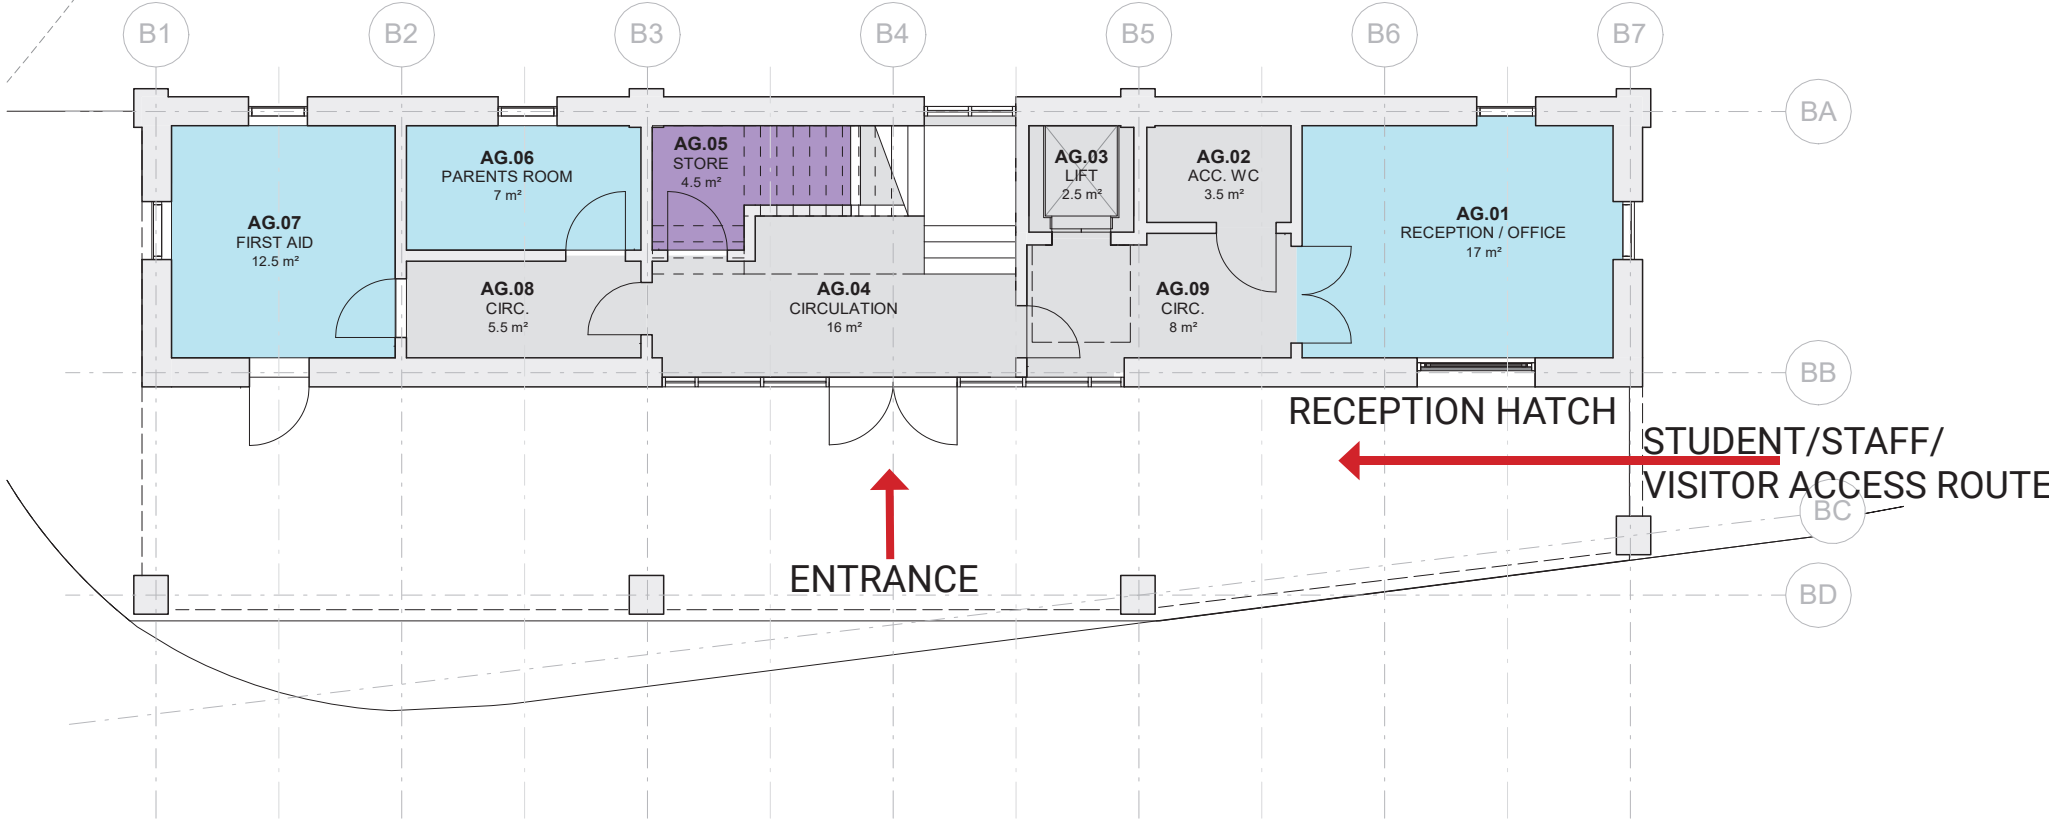 B1
B2
B3
B4
B5
B6
B7
BA
AG.07
FIRST AID
12.5 m²
AG.06
PARENTS ROOM
7 m²
AG.05
STORE
4.5 m²
AG.03
LIFT
2.5 m²
AG.02
ACC. WC
3.5 m²
AG.01
RECEPTION / OFFICE
17 m²
AG.08
CIRC.
5.5 m²
AG.04
CIRCULATION
16 m²
AG.09
CIRC.
8 m²
BB
RECEPTION HATCH
STUDENT/STAFF/
VISITOR ACCESS ROUTE
BC
ENTRANCE
BD